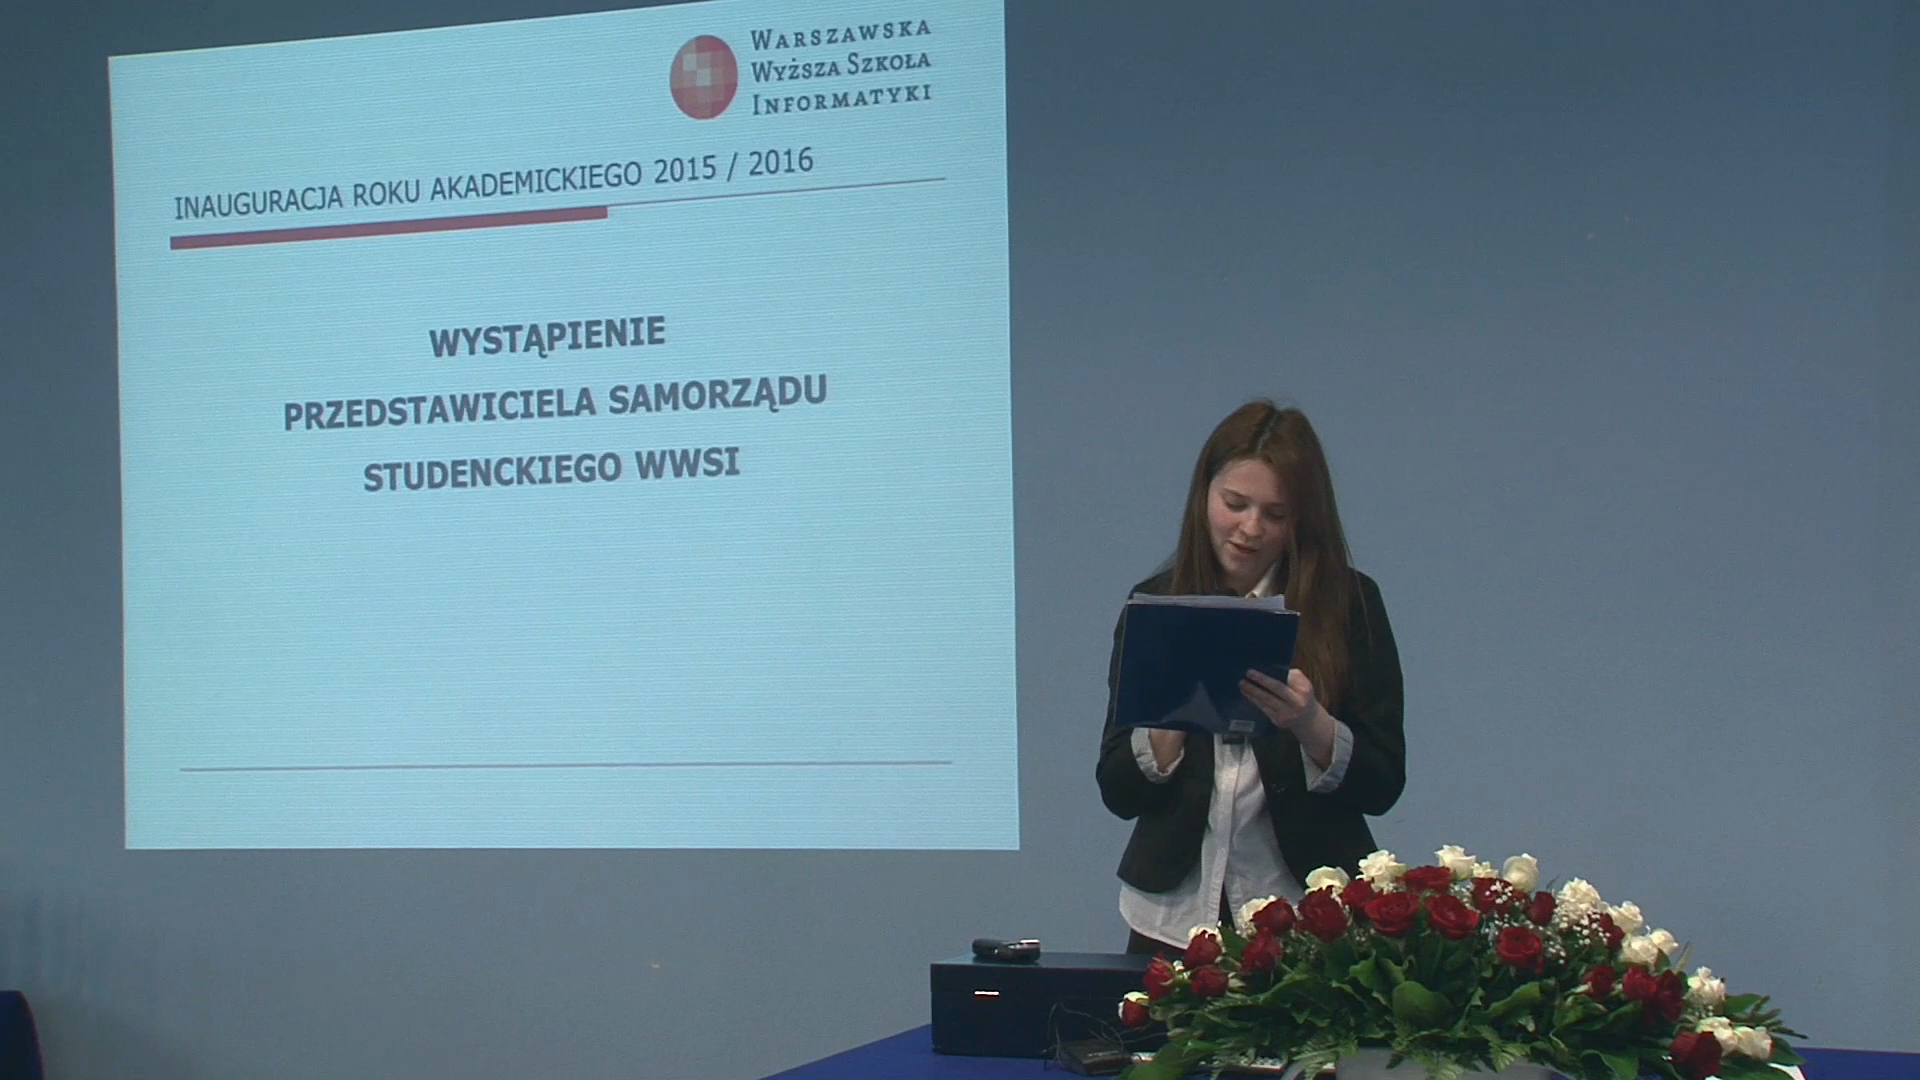 WARSZAWSKA
WYŻSZA SZKOŁA
INFORMATYKI
INAUGURACJA ROKU AKADEMICKIEGO 2015 / 2016
WYSTĄPIENIE
PRZEDSTAWICIELA SAMORZĄDU
STUDENCKIEGO WWSI